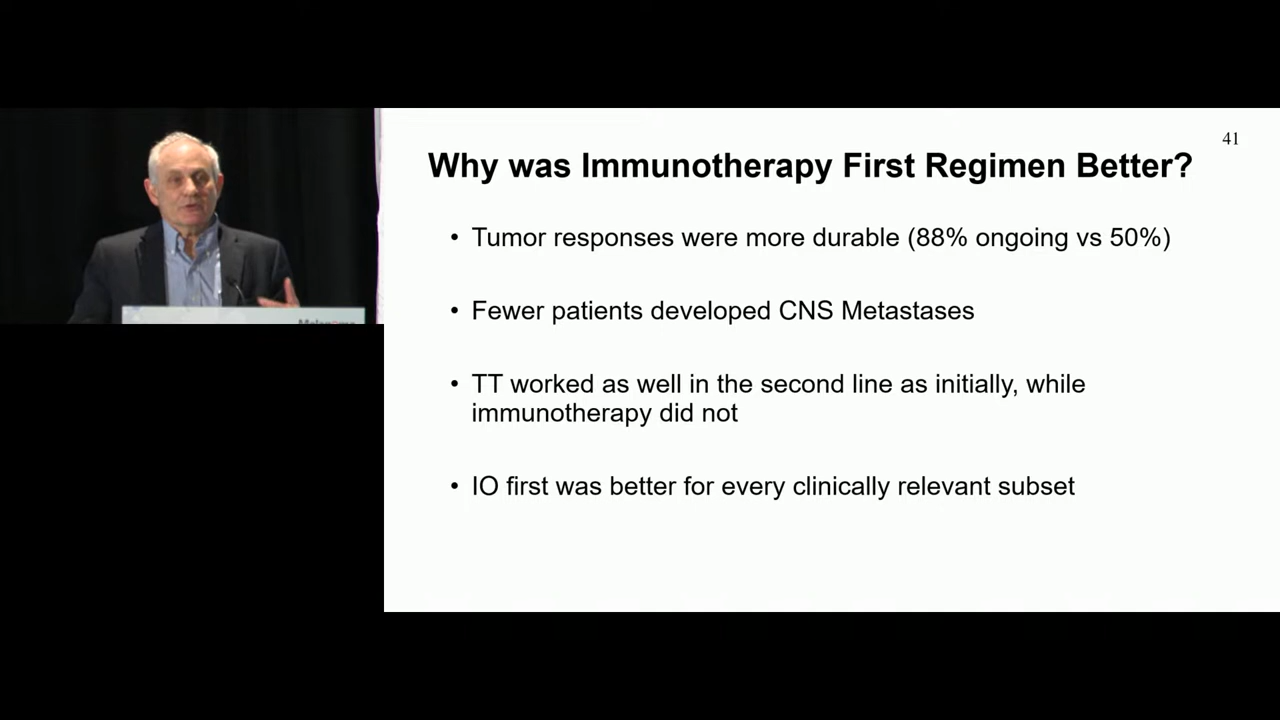 41
Why was Immunotherapy First Regimen Better?
• Tumor responses were more durable (88% ongoing vs 50%)
• Fewer patients developed CNS Metastases
• TT worked as well in the second line as initially, while
immunotherapy did not
• IO first was better for every clinically relevant subset